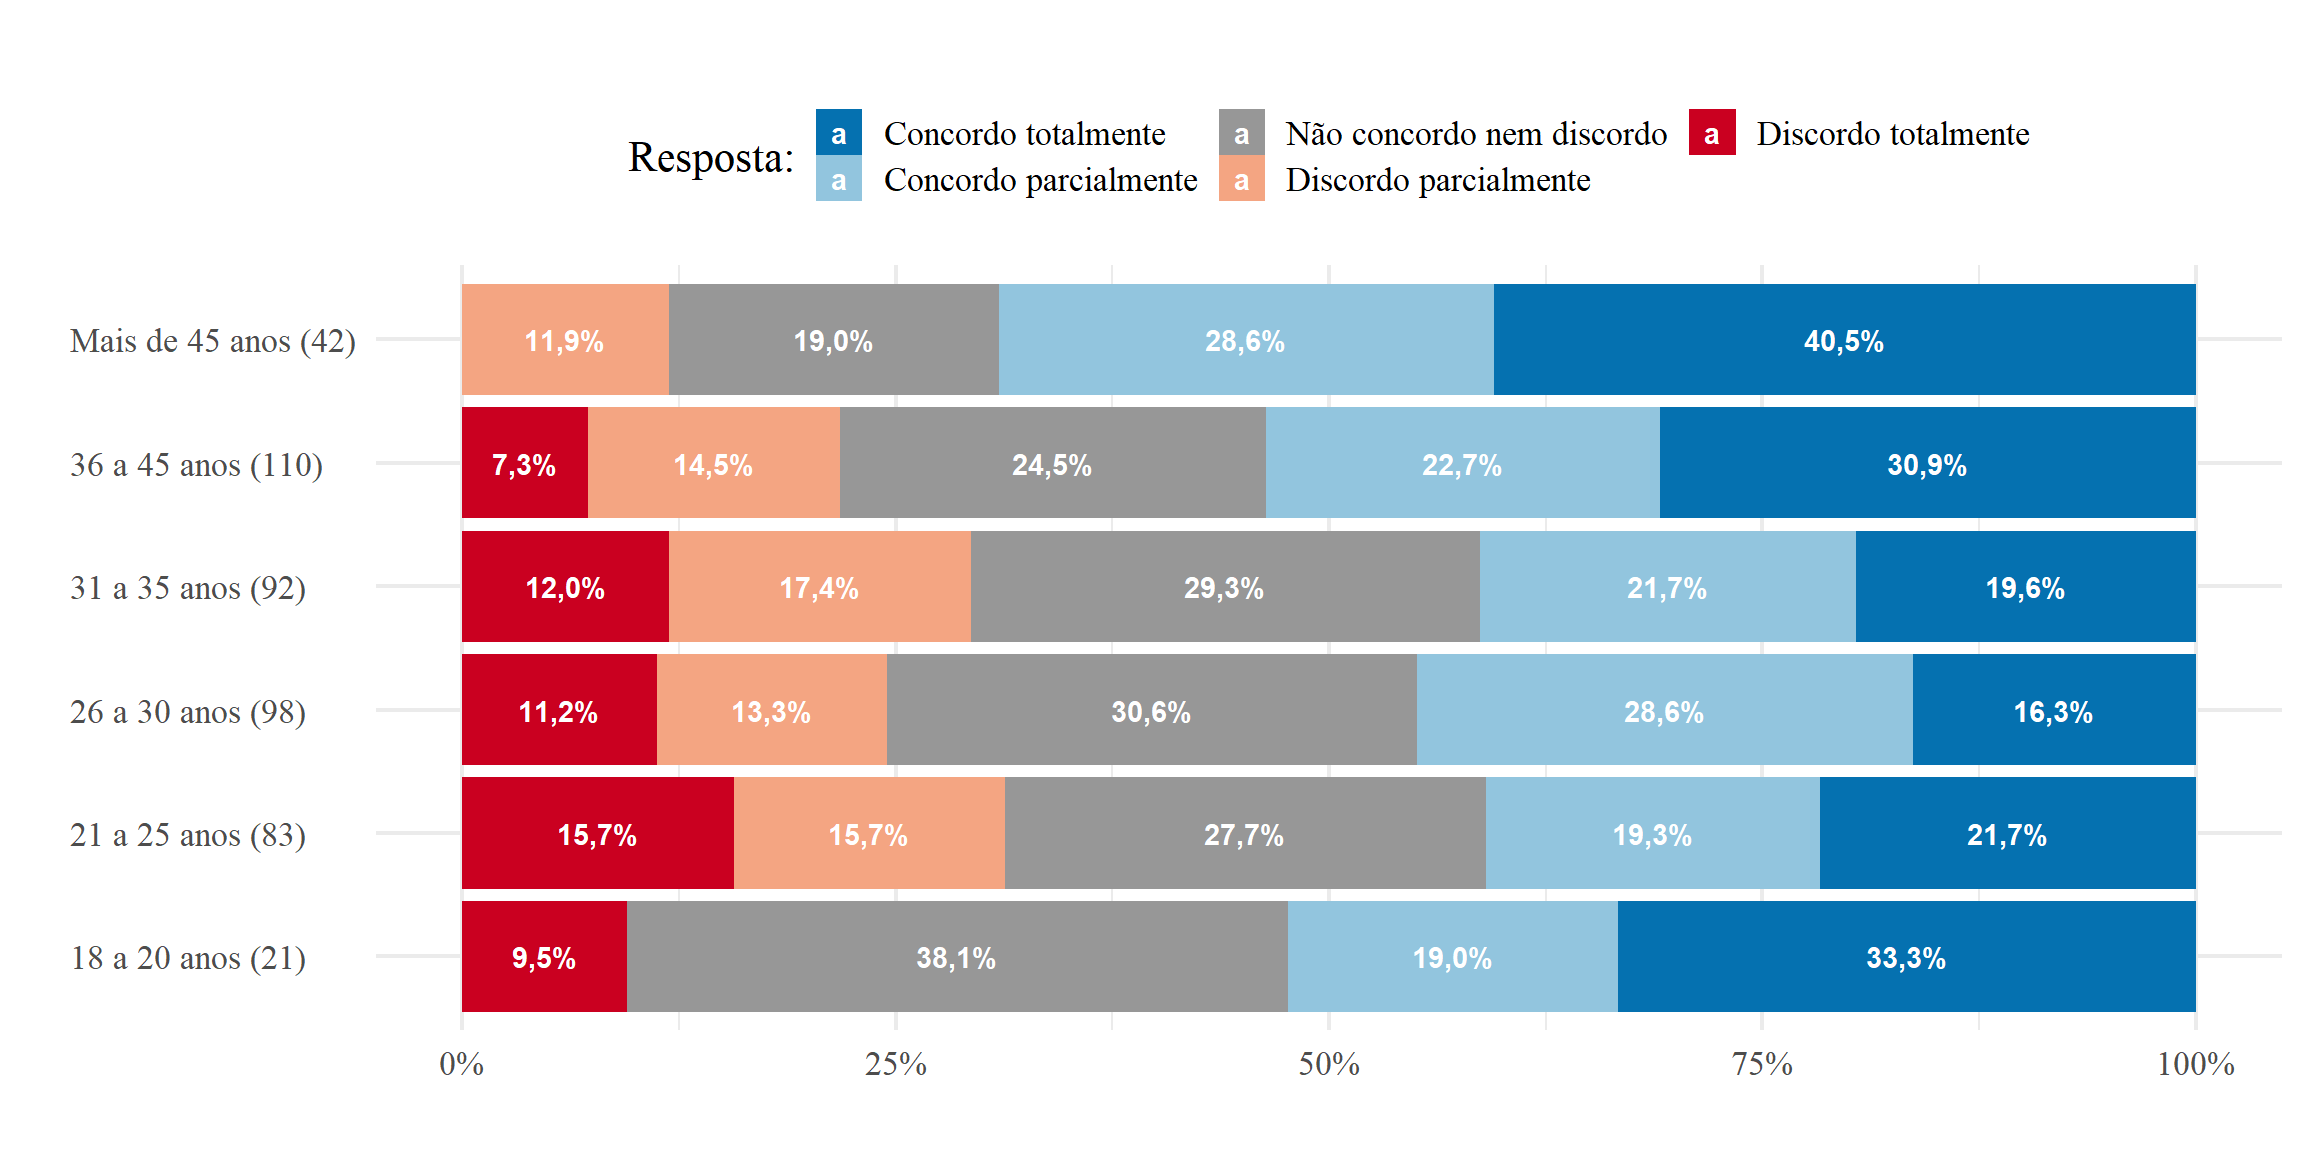 Resposta:
a Concordo totalmente
a Concordo parcialmente
a Não concordo nem discordo
a Discordo parcialmente
a Discordo totalmente
Mais de 45 anos (42) 11,9% 19,0% 28,6% 40,5%
36 a 45 anos (110) 7,3% 14,5% 24,5% 22,7% 30,9%
31 a 35 anos (92) 12,0% 17,4% 29,3% 21,7% 19,6%
26 a 30 anos (98) 11,2% 13,3% 30,6% 28,6% 16,3%
21 a 25 anos (83) 15,7% 15,7% 27,7% 19,3% 21,7%
18 a 20 anos (21) 9,5% 38,1% 19,0% 33,3%
0% 25% 50% 75% 100%